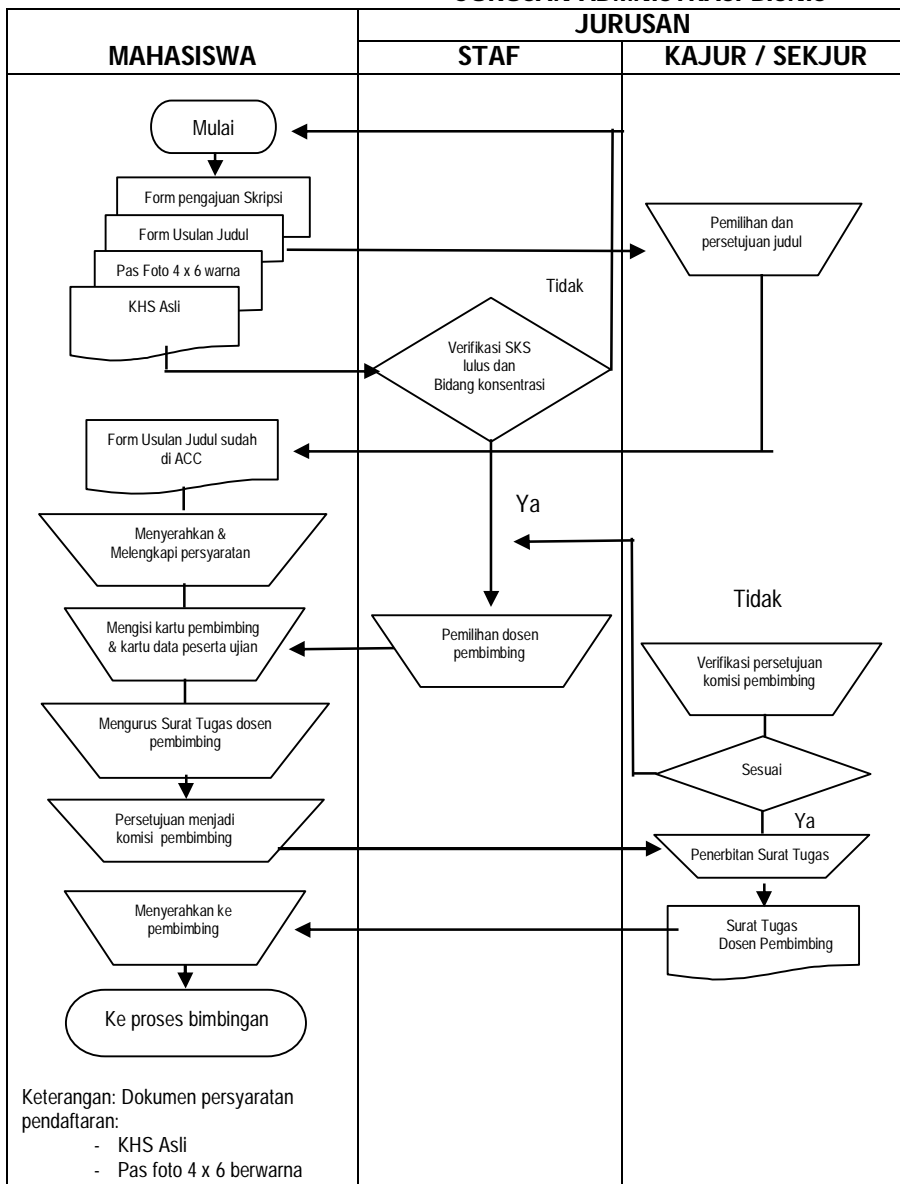 JURUSAN
MAHASISWA
STAF
KAJUR / SEKJUR
Mulai
Form pengajuan Skripsi
Form Usulan Judul
Pas Foto 4 x 6 warna
KHS Asli
Pemilihan dan
persetujuan judul
Tidak
Verifikasi SKS
lulus dan
Bidang konsentrasi
Form Usulan Judul sudah
di ACC
Ya
Menyerahkan &
Melengkapi persyaratan
Tidak
Mengisi kartu pembimbing
& kartu data peserta ujian
Pemilihan dosen
pembimbing
Verifikasi persetujuan
komisi pembimbing
Mengurus Surat Tugas dosen
pembimbing
Sesuai
Persetujuan menjadi
komisi pembimbing
Ya
Penerbitan Surat Tugas
Menyerahkan ke
pembimbing
Surat Tugas
Dosen Pembimbing
Ke proses bimbingan
Keterangan: Dokumen persyaratan
pendaftaran:
- KHS Asli
- Pas foto 4 x 6 berwarna